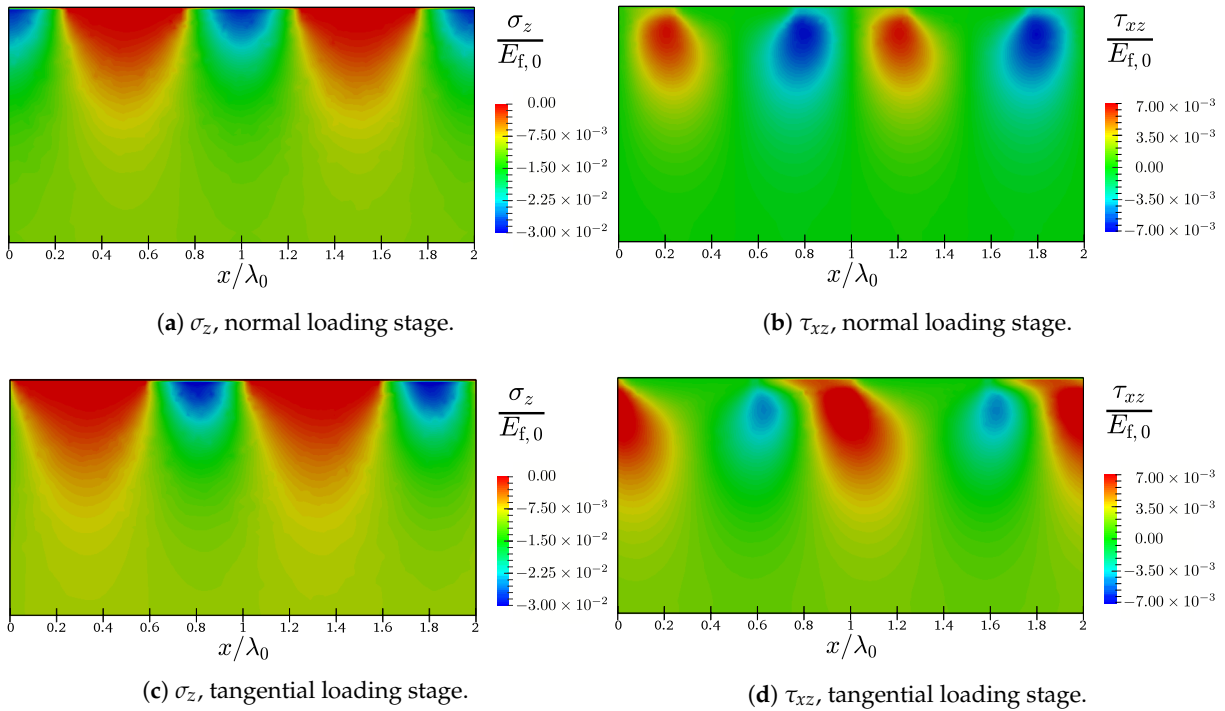 σz / Ef, 0
0.00
−7.50 × 10−3
−1.50 × 10−2
−2.25 × 10−2
−3.00 × 10−2
0 0.2 0.4 0.6 0.8 1 1.2 1.4 1.6 1.8 2
x/λ0
(a) σz, normal loading stage.
τxz / Ef, 0
7.00 × 10−3
3.50 × 10−3
0.00
−3.50 × 10−3
−7.00 × 10−3
0 0.2 0.4 0.6 0.8 1 1.2 1.4 1.6 1.8 2
x/λ0
(b) τxz, normal loading stage.
σz / Ef, 0
0.00
−7.50 × 10−3
−1.50 × 10−2
−2.25 × 10−2
−3.00 × 10−2
0 0.2 0.4 0.6 0.8 1 1.2 1.4 1.6 1.8 2
x/λ0
(c) σz, tangential loading stage.
τxz / Ef, 0
7.00 × 10−3
3.50 × 10−3
0.00
−3.50 × 10−3
−7.00 × 10−3
0 0.2 0.4 0.6 0.8 1 1.2 1.4 1.6 1.8 2
x/λ0
(d) τxz, tangential loading stage.